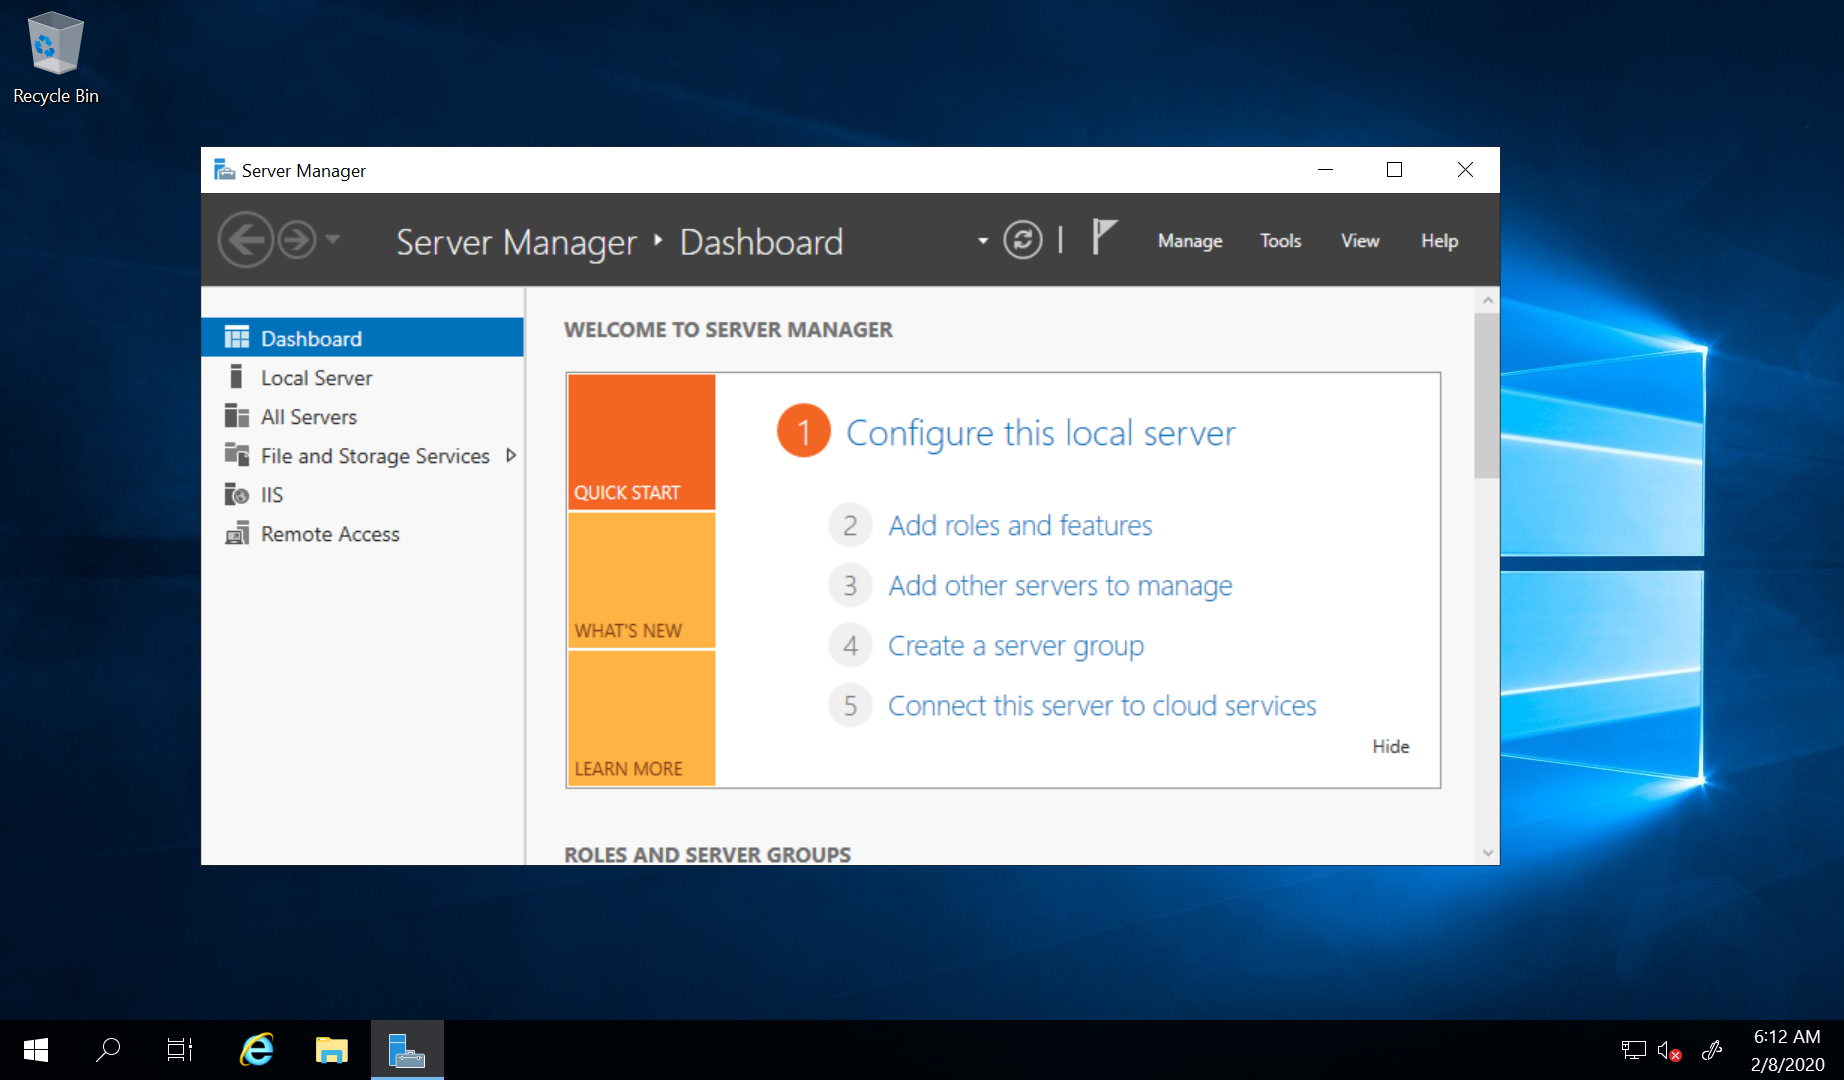 Recycle Bin
Server Manager
Server Manager Dashboard
Manage Tools View Help
Dashboard
Local Server
All Servers
File and Storage Services
IIS
Remote Access
WELCOME TO SERVER MANAGER
QUICK START
WHAT'S NEW
LEARN MORE
1 Configure this local server
2 Add roles and features
3 Add other servers to manage
4 Create a server group
5 Connect this server to cloud services
Hide
ROLES AND SERVER GROUPS
6:12 AM
2/8/2020